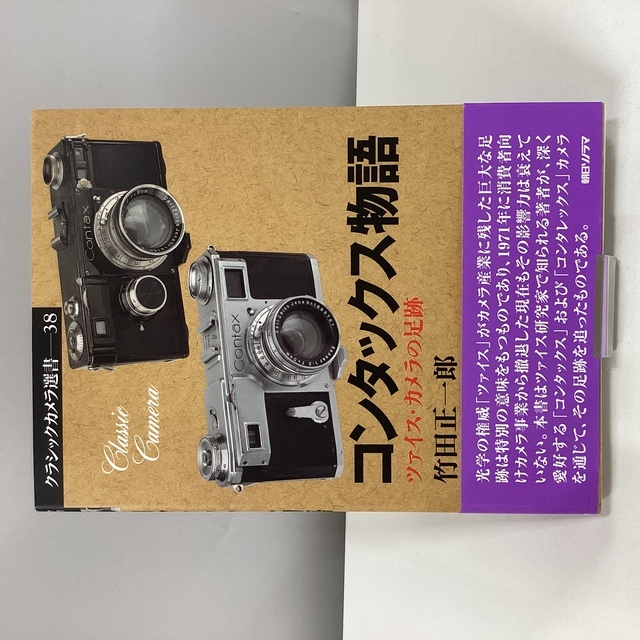 クラシックカメラ選書—38
Classic
Camera
Contax
Contax
コンタックス物語
ツァイス・カメラの足跡
竹田正一郎
光学の権威「ツァイス」がカメラ産業に残した巨大な足
跡は特別の意味をもつものであり、1971年に消費者向
けカメラ事業から撤退した現在もその影響力は衰えて
いない。本書はツァイス研究家で知られる著者が、深く
愛好する「コンタックス」および「コンタレックス」カメラ
を通じて、その足跡を追ったものである。
朝日ソノラマ